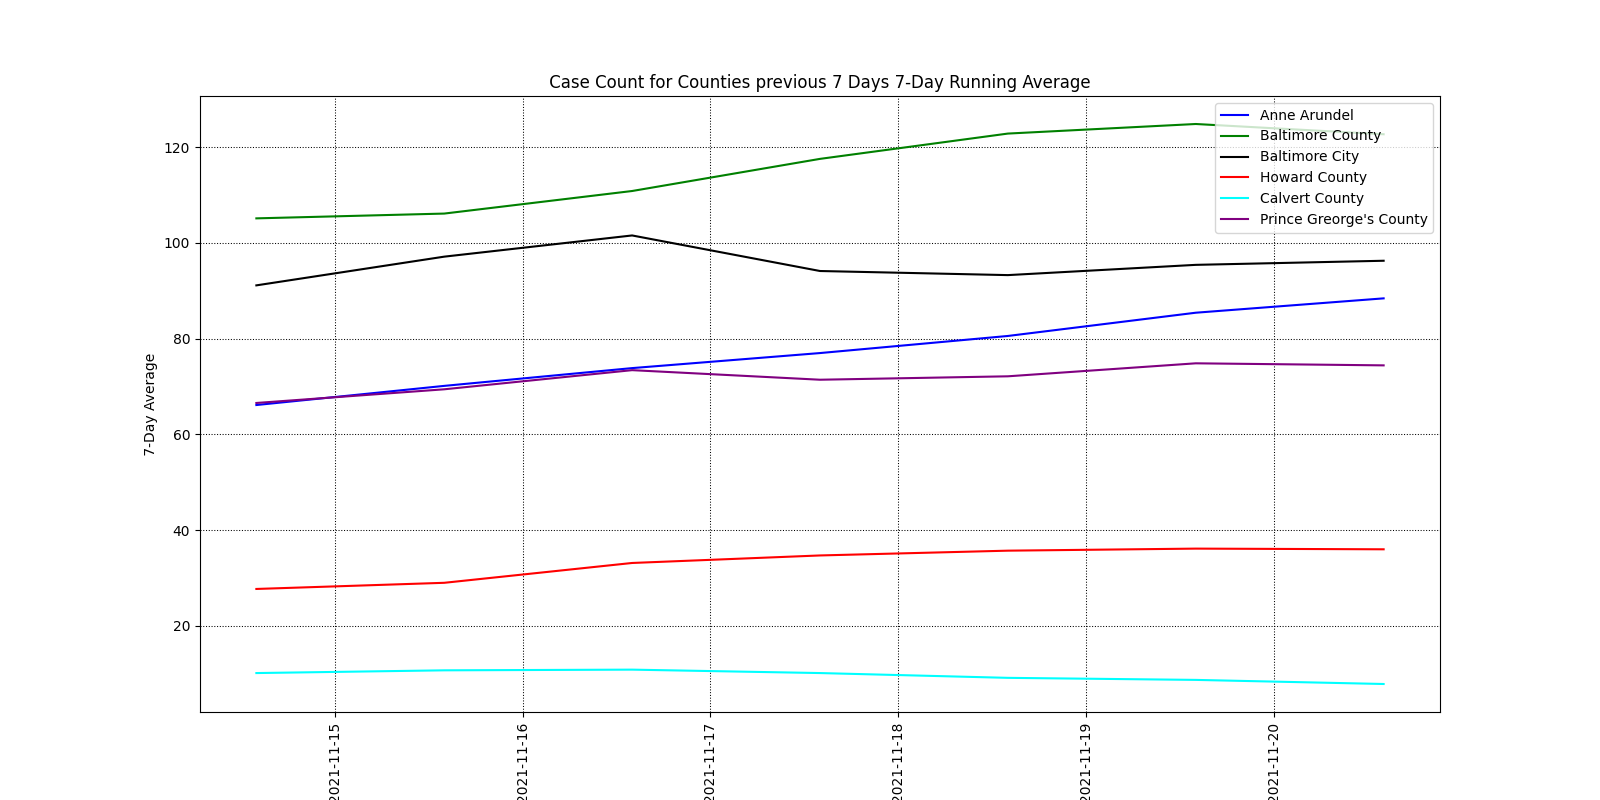 Case Count for Counties previous 7 Days 7-Day Running Average
Anne Arundel
Baltimore County
Baltimore City
Howard County
Calvert County
Prince Greorge's County
7-Day Average
120
100
80
60
40
20
2021-11-15
2021-11-16
2021-11-17
2021-11-18
2021-11-19
2021-11-20